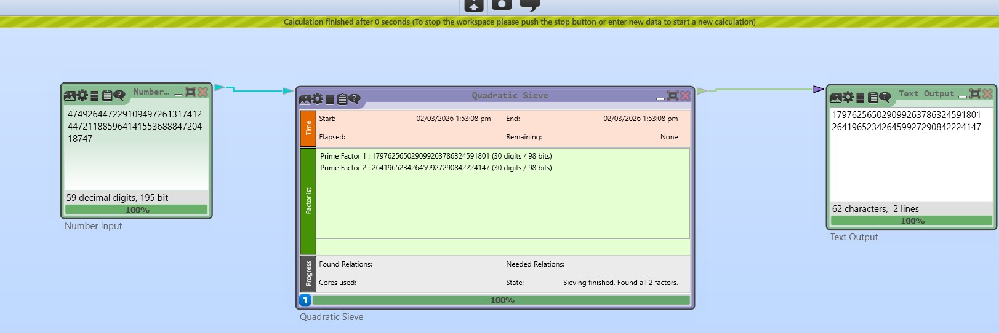 Calculation finished after 0 seconds (To stop the workspace please push the stop button or enter new data to start a new calculation)
Number...
474926447229109497261317412
447211885964141553688847204
18747
59 decimal digits, 195 bit
100%
Number Input
Quadratic Sieve
Time
Start: 02/03/2026 1:53:08 pm End: 02/03/2026 1:53:08 pm
Elapsed: Remaining: None
Factorlist
Prime Factor 1 : 179762565029099263786324591801 (30 digits / 98 bits)
Prime Factor 2 : 264196523426459927290842224147 (30 digits / 98 bits)
Progress
Found Relations: Needed Relations:
Cores used: State: Sieving finished. Found all 2 factors.
1 100%
Quadratic Sieve
Text Output
179762565029099263786324591801
264196523426459927290842224147
62 characters, 2 lines
100%
Text Output